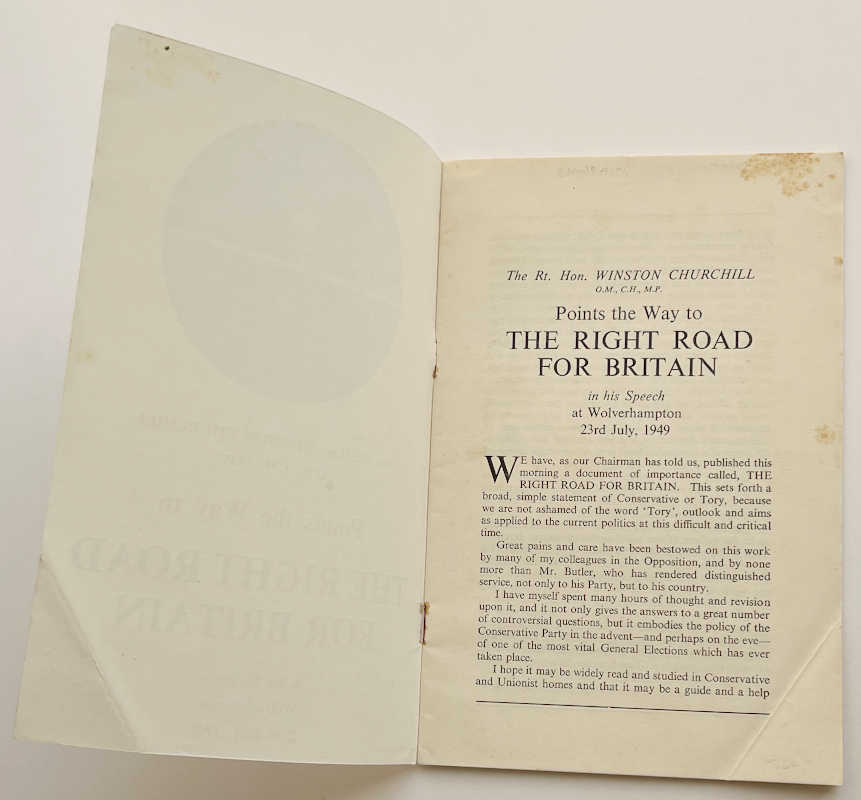 The Rt. Hon. WINSTON CHURCHILL
O.M., C.H., M.P.
Points the Way to
THE RIGHT ROAD
FOR BRITAIN
in his Speech
at Wolverhampton
23rd July, 1949
WE have, as our Chairman has told us, published this
morning a document of importance called, THE
RIGHT ROAD FOR BRITAIN. This sets forth a
broad, simple statement of Conservative or Tory, because
we are not ashamed of the word ‘Tory’, outlook and aims
as applied to the current politics at this difficult and critical
time.
Great pains and care have been bestowed on this work
by many of my colleagues in the Opposition, and by none
more than Mr. Butler, who has rendered distinguished
service, not only to his Party, but to his country.
I have myself spent many hours of thought and revision
upon it, and it not only gives the answers to a great number
of controversial questions, but it embodies the policy of the
Conservative Party in the advent—and perhaps on the eve—
of one of the most vital General Elections which has ever
taken place.
I hope it may be widely read and studied in Conservative
and Unionist homes and that it may be a guide and a help